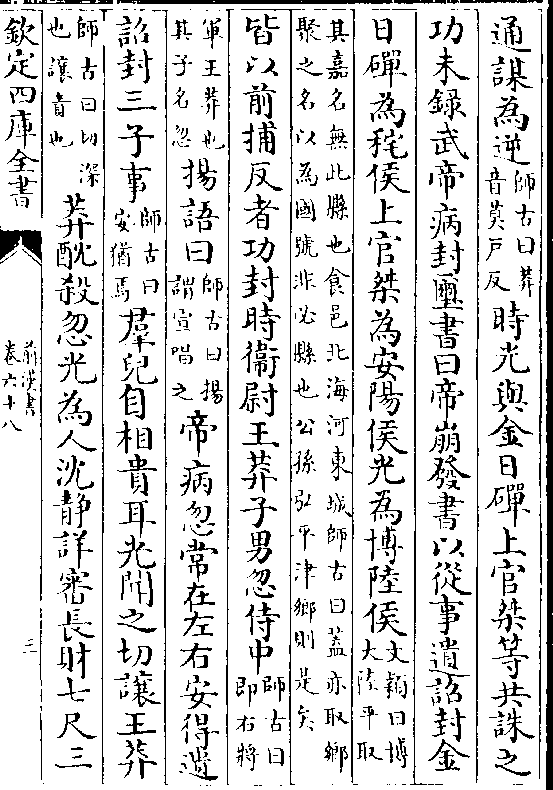 通謀為逆師古曰莽音莫戸反時光與金日磾上官桀等共誅之
功未録武帝病封璽書曰帝崩發書以從事遺詔封金
日磾為秺侯上官桀為安陽侯光為博陸侯文穎曰博大陸平取
其嘉名無此縣也食邑北海河東城師古曰蓋亦取鄉
聚之名以為國號非必縣也公孫弘平津鄉則是矣
皆以前捕反者功封時衞尉王莽子男忽侍中師古曰即右將
軍王莽也其子名忽揚語曰師古曰揚謂宣唱之帝病忽常在左右安得遺
詔封三子事師古曰安猶焉羣兒自相貴耳光聞之切讓王莽
師古曰切深也讓責也莽酖殺忽光為人沈静詳審長財七尺三
欽定四庫全書
前漢書
卷六十八
三